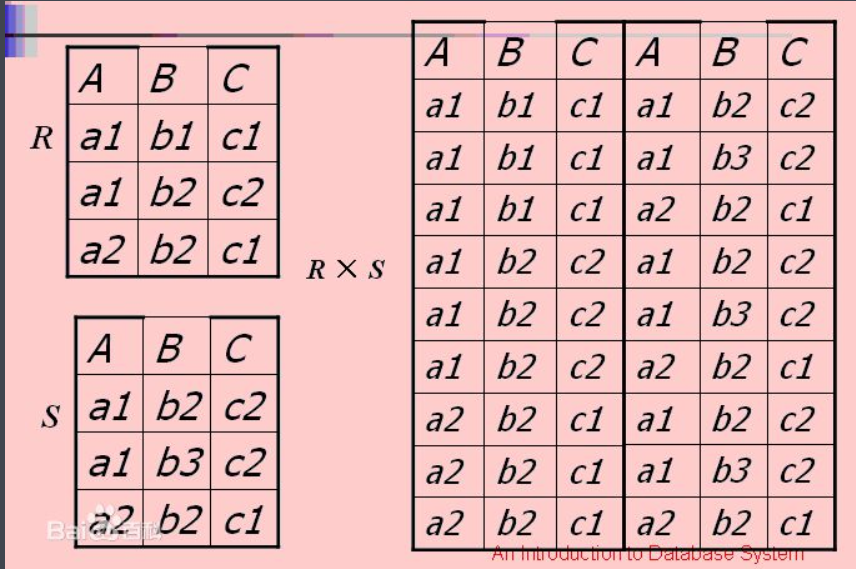 A B C
R a1 b1 c1
a1 b2 c2
a2 b2 c1
S A B C
a1 b2 c2
a1 b3 c2
a2 b2 c1
R × S
A B C A B C
a1 b1 c1 a1 b2 c2
a1 b1 c1 a1 b3 c2
a1 b1 c1 a2 b2 c1
a1 b2 c2 a1 b2 c2
a1 b2 c2 a1 b3 c2
a1 b2 c2 a2 b2 c1
a2 b2 c1 a1 b2 c2
a2 b2 c1 a1 b3 c2
a2 b2 c1 a2 b2 c1
Bai百科
An Introduction to Database System